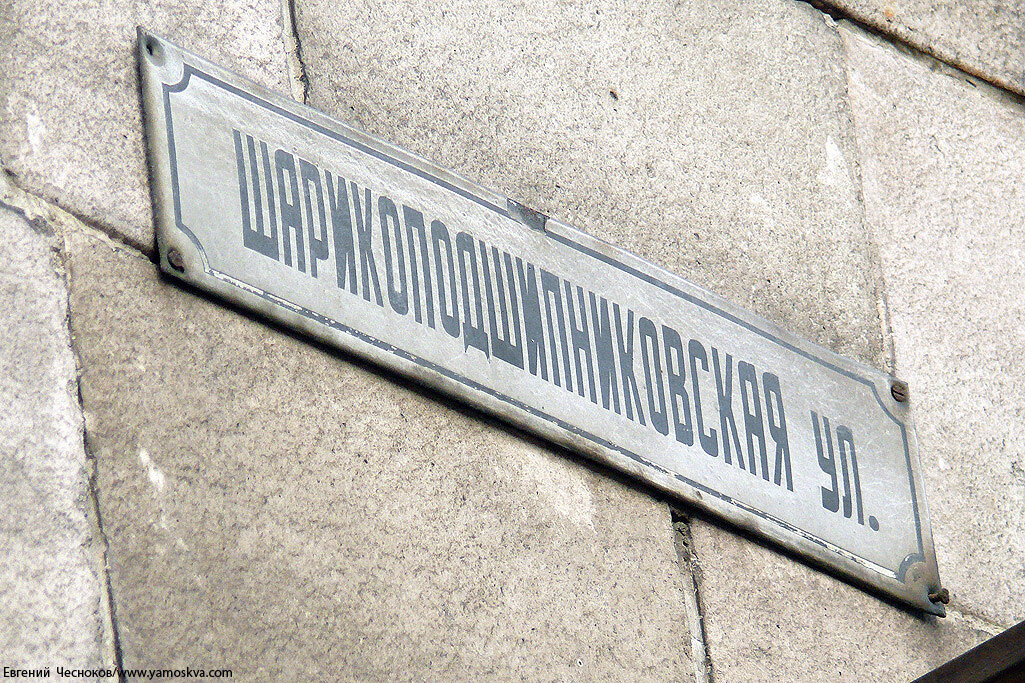 ШАРИКОПОДШИПНИКОВСКАЯ УЛ.
Евгений Чесноков/www.yamoskva.com